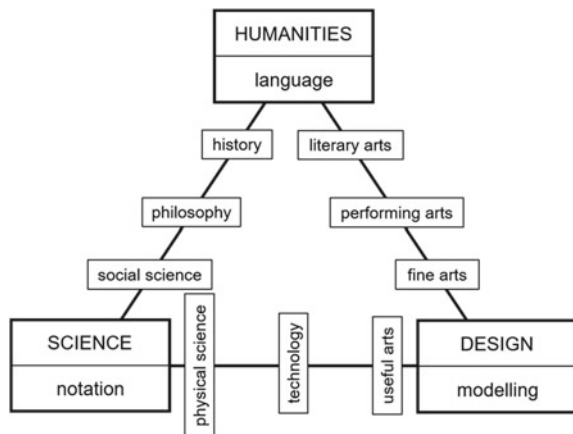 HUMANITIES
language
history
literary arts
philosophy
performing arts
social science
fine arts
SCIENCE
notation
physical science
technology
useful arts
DESIGN
modelling